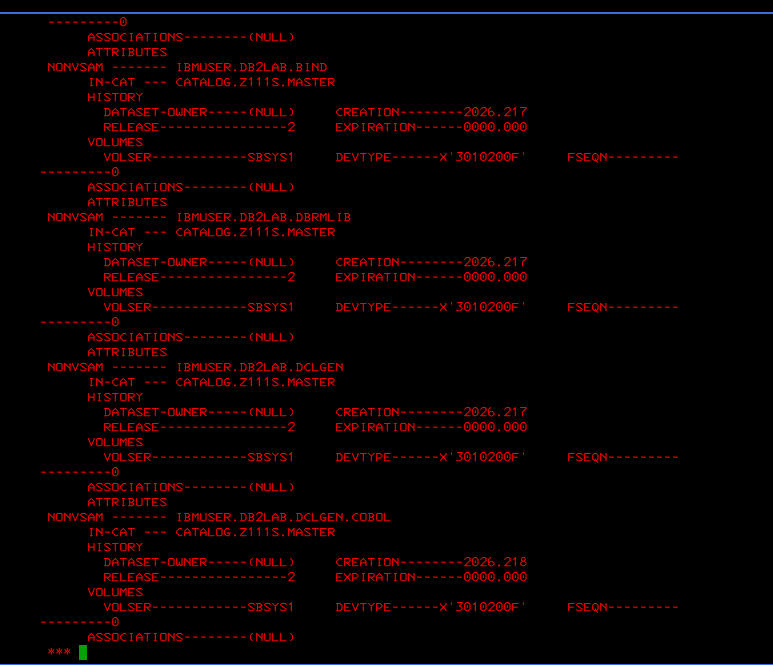 ---------0
ASSOCIATIONS--------(NULL)
ATTRIBUTES
NONVSAM ------- IBMUSER.DB2LAB.BIND
IN-CAT --- CATALOG.Z111S.MASTER
HISTORY
DATASET-OWNER-----(NULL)     CREATION--------2026.217
RELEASE----------------2     EXPIRATION------0000.000
VOLUMES
VOLSER------------SBSYS1     DEVTYPE------X'3010200F'     FSEQN---------
---------0
ASSOCIATIONS--------(NULL)
ATTRIBUTES
NONVSAM ------- IBMUSER.DB2LAB.DBRMLIB
IN-CAT --- CATALOG.Z111S.MASTER
HISTORY
DATASET-OWNER-----(NULL)     CREATION--------2026.217
RELEASE----------------2     EXPIRATION------0000.000
VOLUMES
VOLSER------------SBSYS1     DEVTYPE------X'3010200F'     FSEQN---------
---------0
ASSOCIATIONS--------(NULL)
ATTRIBUTES
NONVSAM ------- IBMUSER.DB2LAB.DCLGEN
IN-CAT --- CATALOG.Z111S.MASTER
HISTORY
DATASET-OWNER-----(NULL)     CREATION--------2026.217
RELEASE----------------2     EXPIRATION------0000.000
VOLUMES
VOLSER------------SBSYS1     DEVTYPE------X'3010200F'     FSEQN---------
---------0
ASSOCIATIONS--------(NULL)
ATTRIBUTES
NONVSAM ------- IBMUSER.DB2LAB.DCLGEN.COBOL
IN-CAT --- CATALOG.Z111S.MASTER
HISTORY
DATASET-OWNER-----(NULL)     CREATION--------2026.218
RELEASE----------------2     EXPIRATION------0000.000
VOLUMES
VOLSER------------SBSYS1     DEVTYPE------X'3010200F'     FSEQN---------
---------0
ASSOCIATIONS--------(NULL)
***